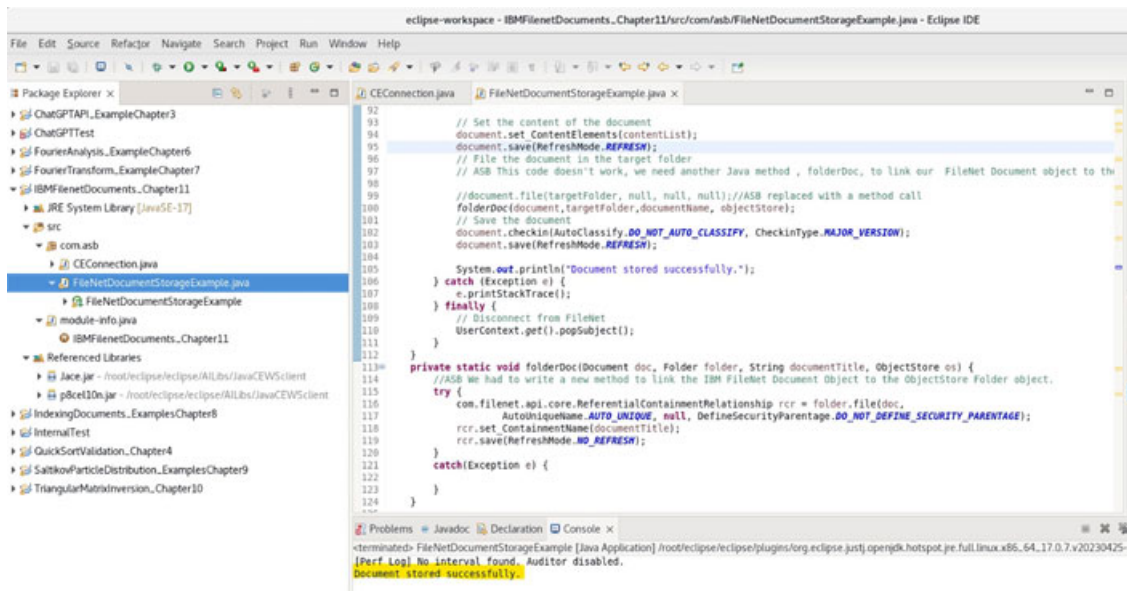 eclipse-workspace - IBMFilenetDocuments_Chapter11/src/com/asb/FileNetDocumentStorageExample.java - Eclipse IDE
File Edit Source Refactor Navigate Search Project Run Window Help
Package Explorer ×
ChatGPTAPI_ExampleChapter3
ChatGPTTest
FourierAnalysis_ExampleChapter6
FourierTransform_ExampleChapter7
IBMFilenetDocuments_Chapter11
JRE System Library [JavaSE-17]
src
com.asb
CEConnection.java
FileNetDocumentStorageExample.java
FileNetDocumentStorageExample
module-info.java
IBMFilenetDocuments_Chapter11
Referenced Libraries
Jace.jar - /root/eclipse/eclipse/AILibs/JavaCEWSclient
p8cel10n.jar - /root/eclipse/eclipse/AILibs/JavaCEWSclient
IndexingDocuments_ExamplesChapter8
InternalTest
QuickSortValidation_Chapter4
SaltikovParticleDistribution_ExamplesChapter9
TriangularMatrixInversion_Chapter10
CEConnection.java FileNetDocumentStorageExample.java ×
92
93 // Set the content of the document
94 document.set_ContentElements(contentList);
95 document.save(RefreshMode.REFRESH);
96 // File the document in the target folder
97 // ASB This code doesn't work, we need another Java method , folderDoc, to link our FileNet Document object to the
98
99 //document.file(targetFolder, null, null, null);//ASB replaced with a method call
100 folderDoc(document,targetFolder,documentName, objectStore);
101 // Save the document
102 document.checkin(AutoClassify.DO_NOT_AUTO_CLASSIFY, CheckinType.MAJOR_VERSION);
103 document.save(RefreshMode.REFRESH);
104
105 System.out.println("Document stored successfully.");
106 } catch (Exception e) {
107 e.printStackTrace();
108 } finally {
109 // Disconnect from FileNet
110 UserContext.get().popSubject();
111 }
112 }
113 private static void folderDoc(Document doc, Folder folder, String documentTitle, ObjectStore os) {
114 //ASB We had to write a new method to link the IBM FileNet Document Object to the ObjectStore Folder object.
115 try {
116 com.filenet.api.core.ReferentialContainmentRelationship rcr = folder.file(doc,
117 AutoUniqueName.AUTO_UNIQUE, null, DefineSecurityParentage.DO_NOT_DEFINE_SECURITY_PARENTAGE);
118 rcr.set_ContainmentName(documentTitle);
119 rcr.save(RefreshMode.NO_REFRESH);
120 }
121 catch(Exception e) {
122
123 }
124 }
Problems Javadoc Declaration Console ×
<terminated> FileNetDocumentStorageExample [Java Application] /root/eclipse/eclipse/plugins/org.eclipse.justj.openjdk.hotspot.jre.full.linux.x86_64_17.0.7.v20230425-
[Perf Log] No interval found. Auditor disabled.
Document stored successfully.